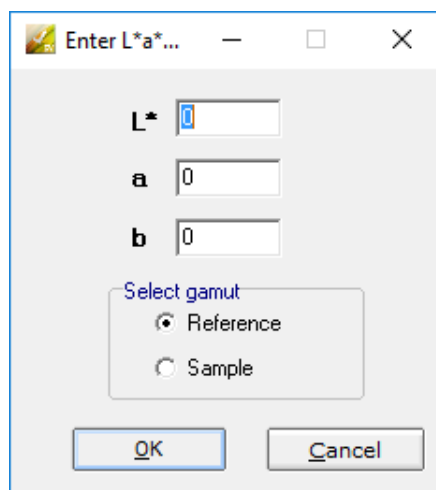 Enter L*a*...
L* 0
a 0
b 0
Select gamut
Reference
Sample
OK Cancel